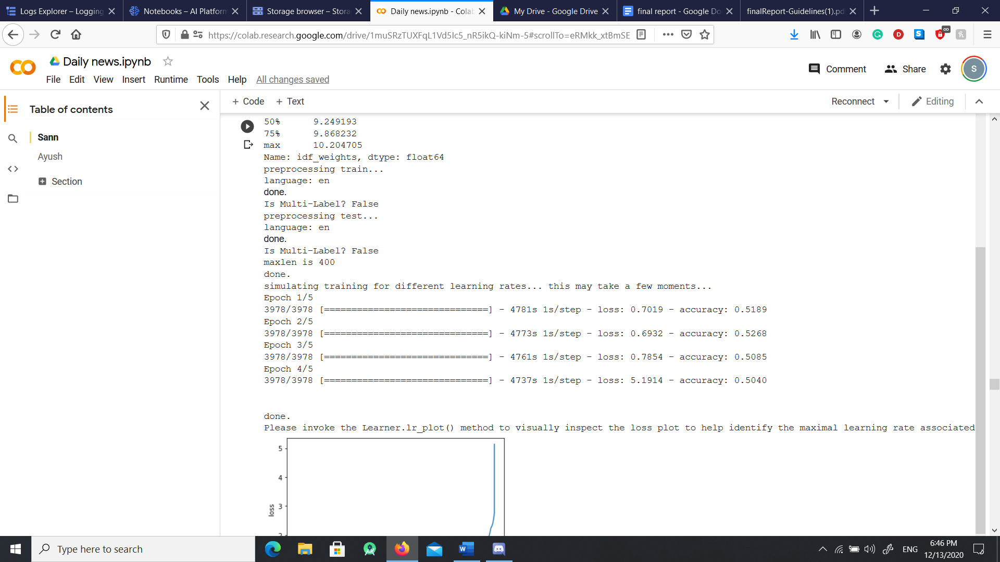 Logs Explorer – Logging
Notebooks – AI Platform
Storage browser – Stora
Daily news.ipynb - Colab
My Drive - Google Drive
final report - Google Do
finalReport-Guidelines(1).pd
https://colab.research.google.com/drive/1muSRzTUXFqL1Vd5Ic5_nR5ikQ-kiNm-5#scrollTo=eRMkk_xtBmSE
Daily news.ipynb
Comment
Share
S
File Edit View Insert Runtime Tools Help All changes saved
Table of contents
+ Code + Text
Reconnect
Editing
Sann
Ayush
Section
50% 9.249193
75% 9.868232
max 10.204705
Name: idf_weights, dtype: float64
preprocessing train...
language: en
done.
Is Multi-Label? False
preprocessing test...
language: en
done.
Is Multi-Label? False
maxlen is 400
done.
simulating training for different learning rates... this may take a few moments...
Epoch 1/5
3978/3978 [==============================] - 4781s 1s/step - loss: 0.7019 - accuracy: 0.5189
Epoch 2/5
3978/3978 [==============================] - 4773s 1s/step - loss: 0.6932 - accuracy: 0.5268
Epoch 3/5
3978/3978 [==============================] - 4761s 1s/step - loss: 0.7854 - accuracy: 0.5085
Epoch 4/5
3978/3978 [==============================] - 4737s 1s/step - loss: 5.1914 - accuracy: 0.5040
done.
Please invoke the Learner.lr_plot() method to visually inspect the loss plot to help identify the maximal learning rate associated
5
4
3
2
loss
Type here to search
ENG
6:46 PM
12/13/2020